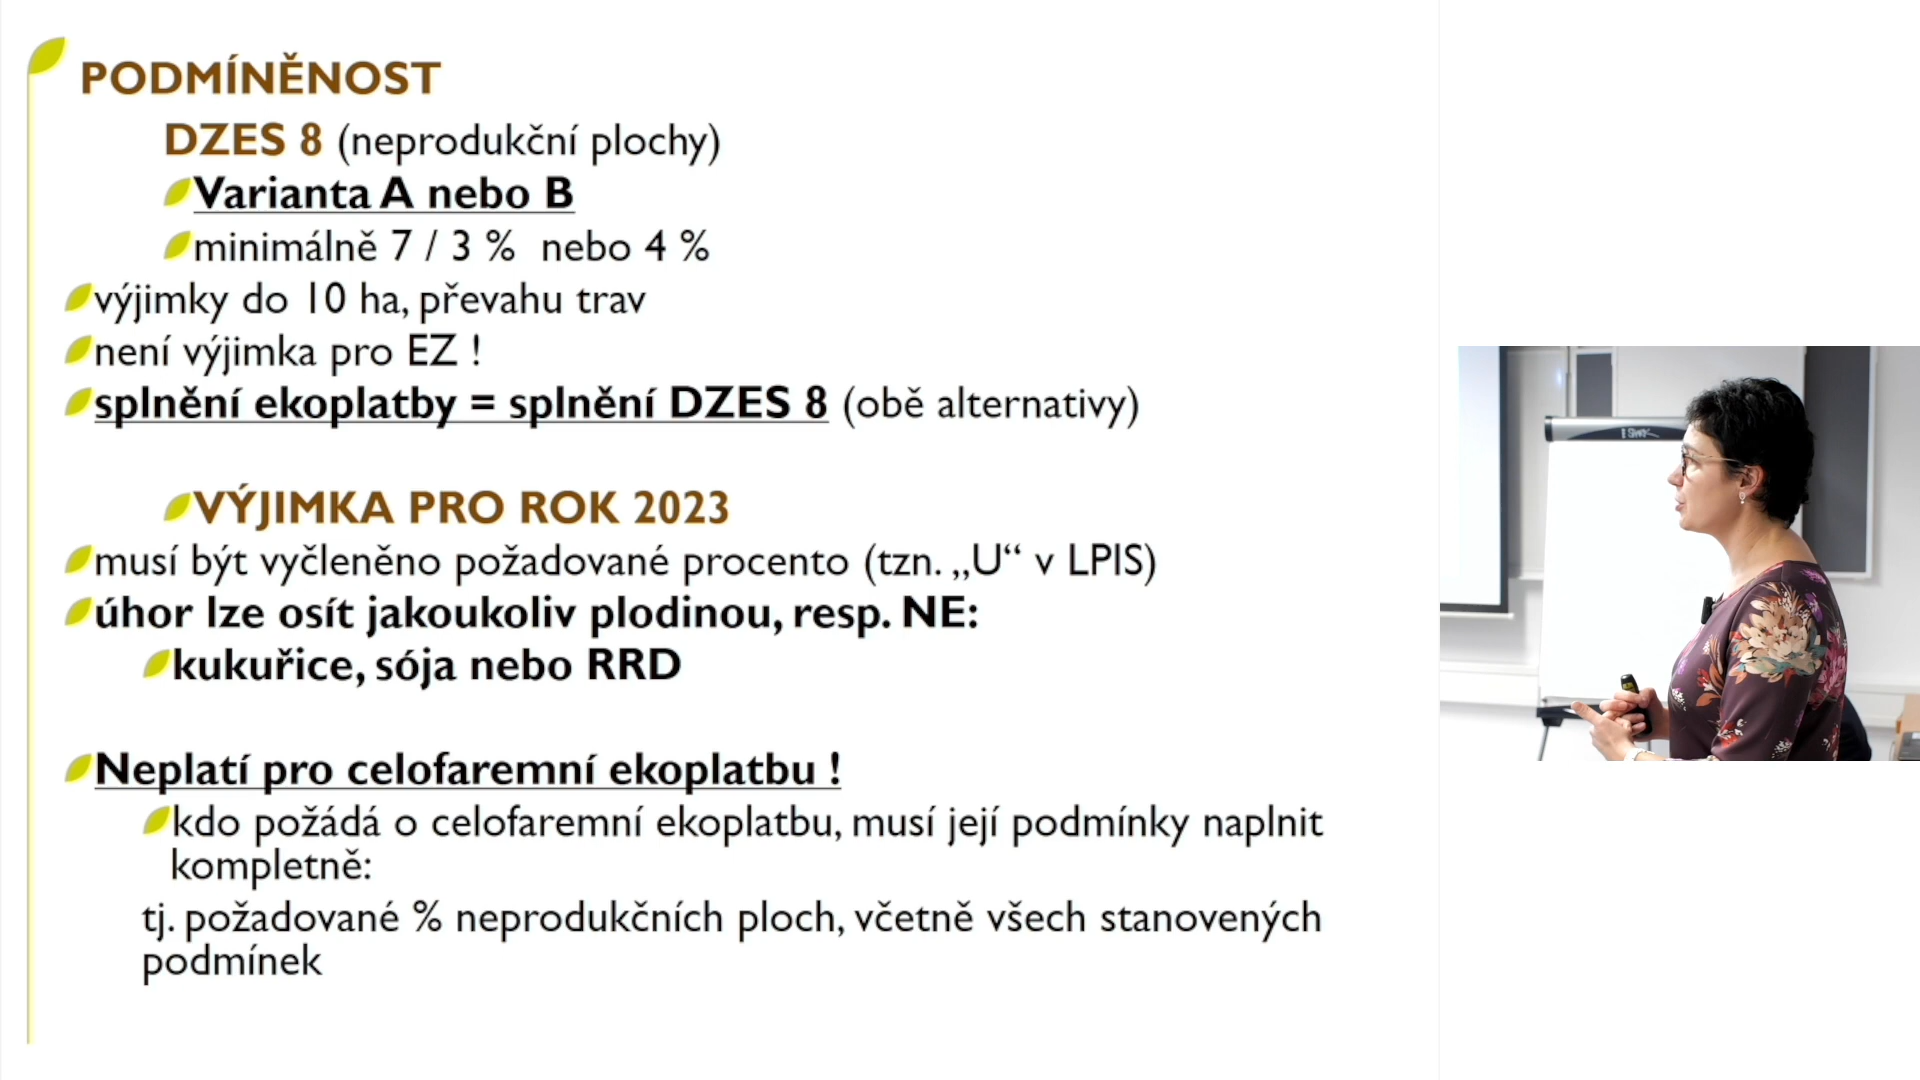 PODMÍNĚNOST
DZES 8 (neprodukční plochy)
Varianta A nebo B
minimálně 7 / 3 % nebo 4 %
výjimky do 10 ha, převahu trav
není výjimka pro EZ !
splnění ekoplatby = splnění DZES 8 (obě alternativy)
VÝJIMKA PRO ROK 2023
musí být vyčleněno požadované procento (tzn. „U“ v LPIS)
úhor lze osít jakoukoliv plodinou, resp. NE:
kukuřice, sója nebo RRD
Neplatí pro celofaremní ekoplatbu !
kdo požádá o celofaremní ekoplatbu, musí její podmínky naplnit
kompletně:
tj. požadované % neprodukčních ploch, včetně všech stanovených
podmínek